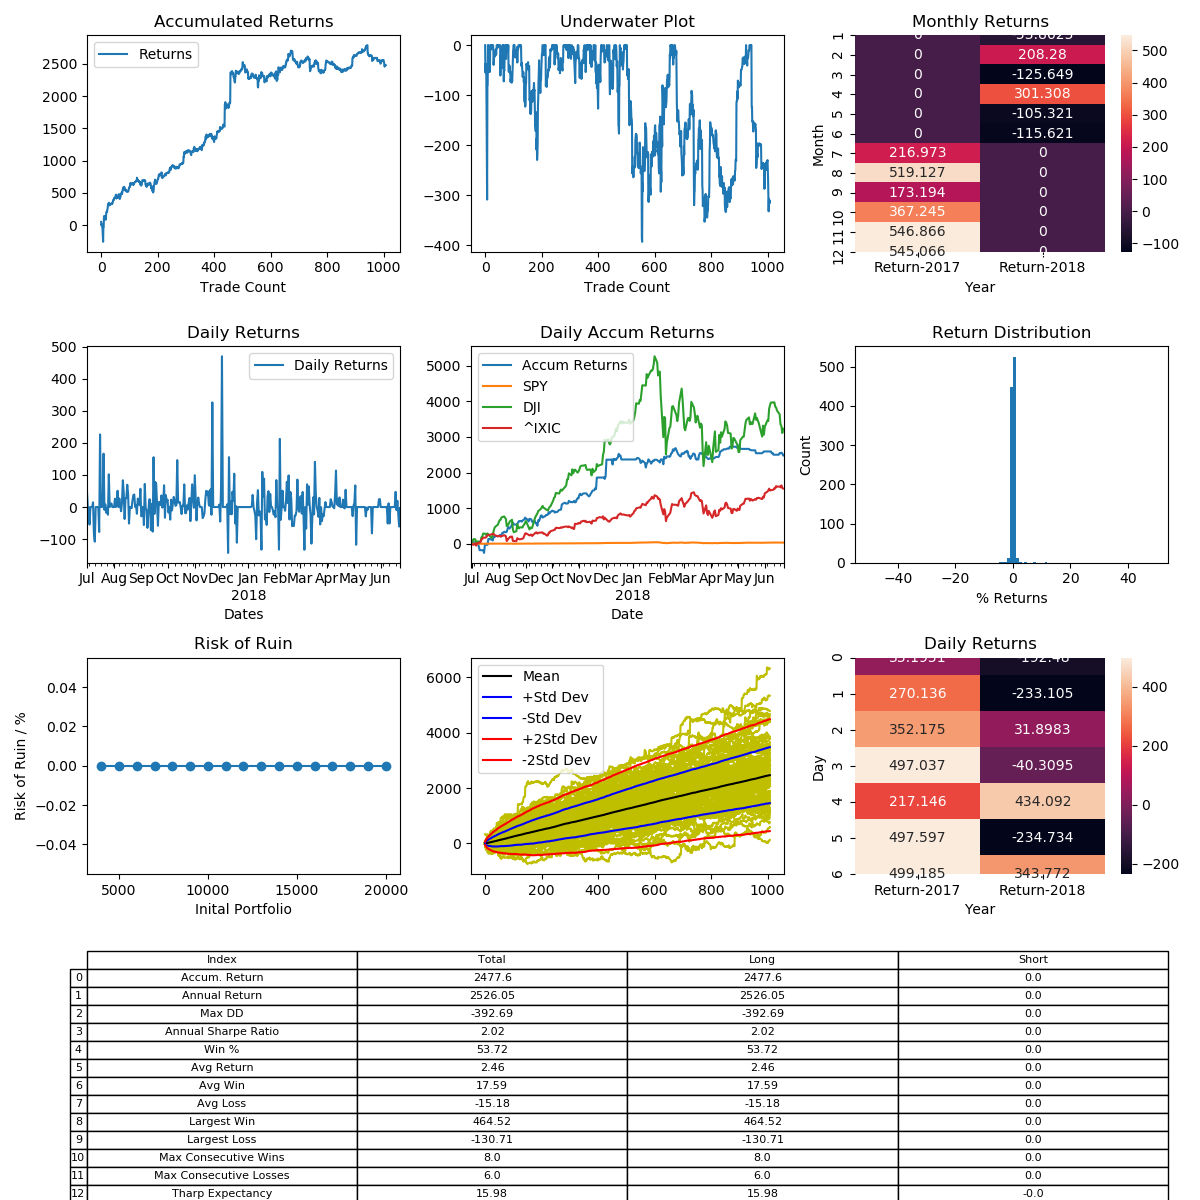 Accumulated Returns
Returns
2500
2000
1500
1000
500
0
0 200 400 600 800 1000
Trade Count
Underwater Plot
0
−100
−200
−300
−400
0 200 400 600 800 1000
Trade Count
Monthly Returns
Month
1 0
2 0 208.28
3 0 -125.649
4 0 301.308
5 0 -105.321
6 0 -115.621
7 216.973 0
8 519.127 0
9 173.194 0
10 367.245 0
11 546.866 0
12 545.066 0
Return-2017 Return-2018
Year
500
400
300
200
100
0
−100
Daily Returns
Daily Returns
500
400
300
200
100
0
−100
Jul Aug Sep Oct Nov Dec Jan Feb Mar Apr May Jun
2018
Dates
Daily Accum Returns
Accum Returns
SPY
DJI
^IXIC
5000
4000
3000
2000
1000
0
Jul Aug Sep Oct Nov Dec Jan Feb Mar Apr May Jun
2018
Date
Return Distribution
Count
500
400
300
200
100
0
−40 −20 0 20 40
% Returns
Risk of Ruin
Risk of Ruin / %
0.04
0.02
0.00
−0.02
−0.04
5000 10000 15000 20000
Inital Portfolio
Mean
+Std Dev
-Std Dev
+2Std Dev
-2Std Dev
6000
4000
2000
0
0 200 400 600 800 1000
Daily Returns
Day
0
1 270.136 -233.105
2 352.175 31.8983
3 497.037 -40.3095
4 217.146 434.092
5 497.597 -234.734
6 499.185 343.772
Return-2017 Return-2018
Year
400
200
0
−200
Index Total Long Short
0 Accum. Return 2477.6 2477.6 0.0
1 Annual Return 2526.05 2526.05 0.0
2 Max DD -392.69 -392.69 0.0
3 Annual Sharpe Ratio 2.02 2.02 0.0
4 Win % 53.72 53.72 0.0
5 Avg Return 2.46 2.46 0.0
6 Avg Win 17.59 17.59 0.0
7 Avg Loss -15.18 -15.18 0.0
8 Largest Win 464.52 464.52 0.0
9 Largest Loss -130.71 -130.71 0.0
10 Max Consecutive Wins 8.0 8.0 0.0
11 Max Consecutive Losses 6.0 6.0 0.0
12 Tharp Expectancy 15.98 15.98 -0.0